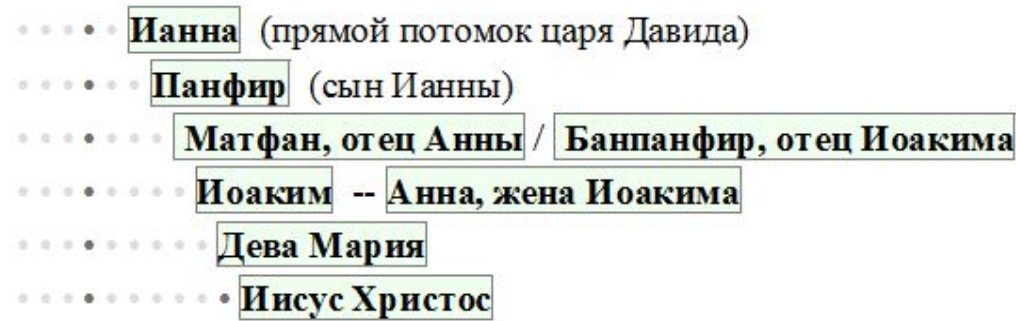 Ианна (прямой потомок царя Давида)
Панфир (сын Ианны)
Матфан, отец Анны / Банпанфир, отец Иоакима
Иоаким -- Анна, жена Иоакима
Дева Мария
Иисус Христос